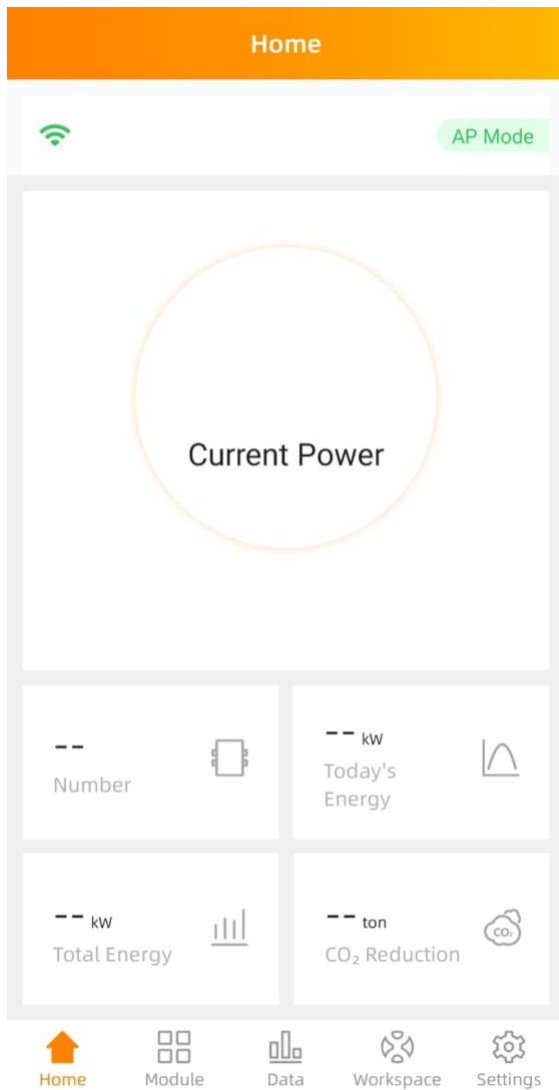 Home
AP Mode
Current Power
--
Number
-- kW
Today's
Energy
-- kW
Total Energy
-- ton
CO₂ Reduction
CO₂
Home Module Data Workspace Settings